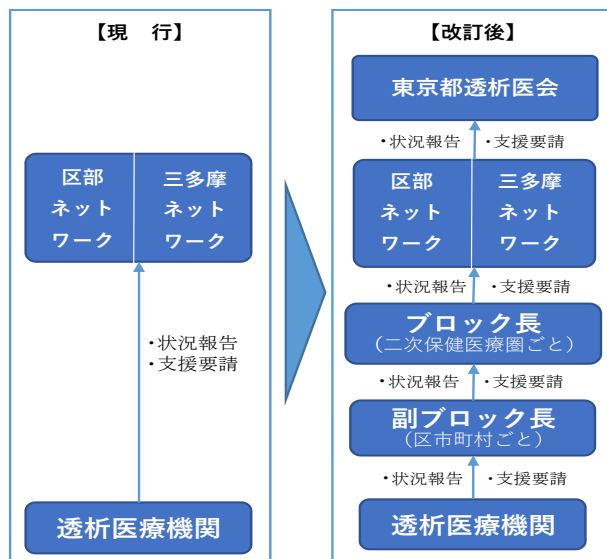 【現　行】
区部
ネット
ワーク
三多摩
ネット
ワーク
・状況報告
・支援要請
透析医療機関
【改訂後】
東京都透析医会
・状況報告　・支援要請
区部
ネット
ワーク
三多摩
ネット
ワーク
・状況報告　・支援要請
ブロック長
（二次保健医療圏ごと）
・状況報告　・支援要請
副ブロック長
（区市町村ごと）
・状況報告　・支援要請
透析医療機関